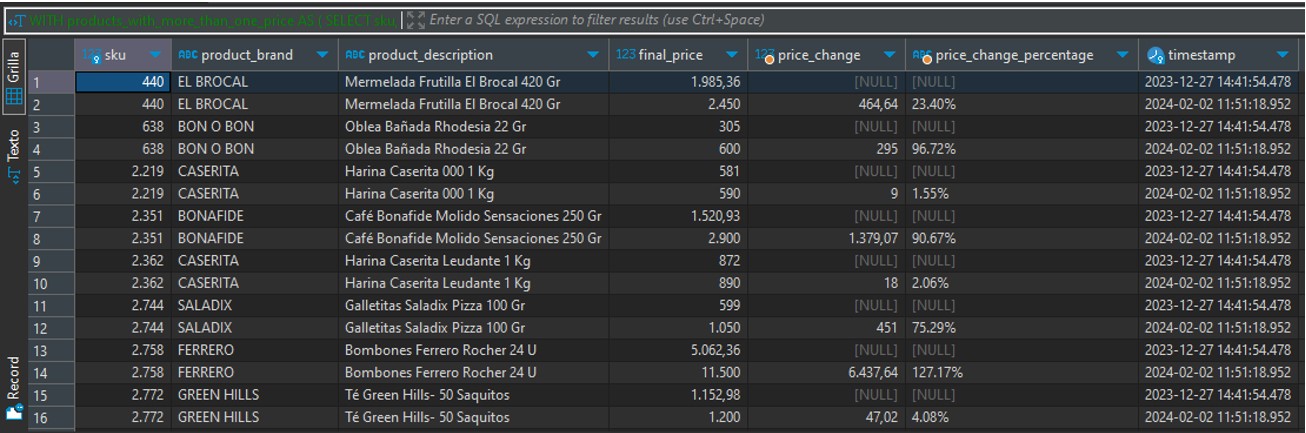 WITH products_with_more_than_one_price AS ( SELECT sku, Enter a SQL expression to filter results (use Ctrl+Space)
Grilla
Texto
Record
123 sku ABC product_brand ABC product_description 123 final_price 123 price_change ABC price_change_percentage timestamp
1 440 EL BROCAL Mermelada Frutilla El Brocal 420 Gr 1.985,36 [NULL] [NULL] 2023-12-27 14:41:54.478
2 440 EL BROCAL Mermelada Frutilla El Brocal 420 Gr 2.450 464,64 23.40% 2024-02-02 11:51:18.952
3 638 BON O BON Oblea Bañada Rhodesia 22 Gr 305 [NULL] [NULL] 2023-12-27 14:41:54.478
4 638 BON O BON Oblea Bañada Rhodesia 22 Gr 600 295 96.72% 2024-02-02 11:51:18.952
5 2.219 CASERITA Harina Caserita 000 1 Kg 581 [NULL] [NULL] 2023-12-27 14:41:54.478
6 2.219 CASERITA Harina Caserita 000 1 Kg 590 9 1.55% 2024-02-02 11:51:18.952
7 2.351 BONAFIDE Café Bonafide Molido Sensaciones 250 Gr 1.520,93 [NULL] [NULL] 2023-12-27 14:41:54.478
8 2.351 BONAFIDE Café Bonafide Molido Sensaciones 250 Gr 2.900 1.379,07 90.67% 2024-02-02 11:51:18.952
9 2.362 CASERITA Harina Caserita Leudante 1 Kg 872 [NULL] [NULL] 2023-12-27 14:41:54.478
10 2.362 CASERITA Harina Caserita Leudante 1 Kg 890 18 2.06% 2024-02-02 11:51:18.952
11 2.744 SALADIX Galletitas Saladix Pizza 100 Gr 599 [NULL] [NULL] 2023-12-27 14:41:54.478
12 2.744 SALADIX Galletitas Saladix Pizza 100 Gr 1.050 451 75.29% 2024-02-02 11:51:18.952
13 2.758 FERRERO Bombones Ferrero Rocher 24 U 5.062,36 [NULL] [NULL] 2023-12-27 14:41:54.478
14 2.758 FERRERO Bombones Ferrero Rocher 24 U 11.500 6.437,64 127.17% 2024-02-02 11:51:18.952
15 2.772 GREEN HILLS Té Green Hills- 50 Saquitos 1.152,98 [NULL] [NULL] 2023-12-27 14:41:54.478
16 2.772 GREEN HILLS Té Green Hills- 50 Saquitos 1.200 47,02 4.08% 2024-02-02 11:51:18.952